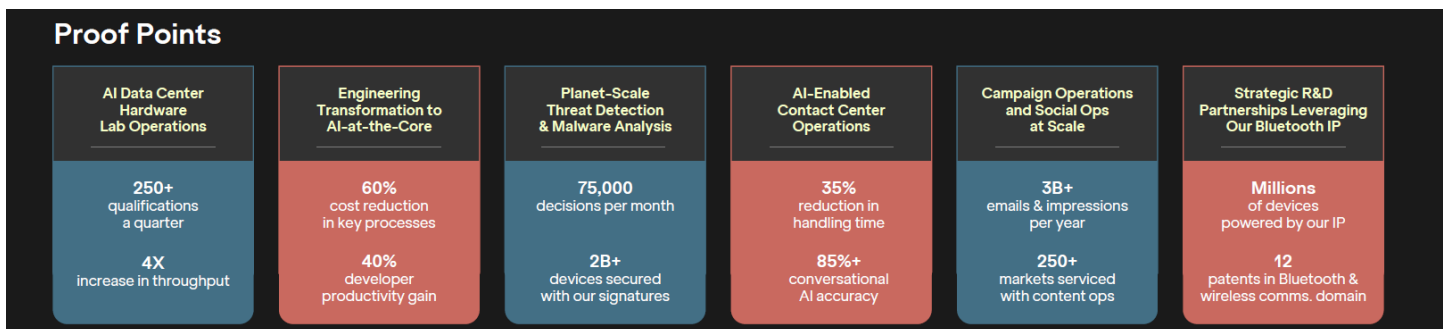 Proof Points
AI Data Center
Hardware
Lab Operations
250+
qualifications
a quarter
4X
increase in throughput
Engineering
Transformation to
AI-at-the-Core
60%
cost reduction
in key processes
40%
developer
productivity gain
Planet-Scale
Threat Detection
& Malware Analysis
75,000
decisions per month
2B+
devices secured
with our signatures
AI-Enabled
Contact Center
Operations
35%
reduction in
handling time
85%+
conversational
AI accuracy
Campaign Operations
and Social Ops
at Scale
3B+
emails & impressions
per year
250+
markets serviced
with content ops
Strategic R&D
Partnerships Leveraging
Our Bluetooth IP
Millions
of devices
powered by our IP
12
patents in Bluetooth &
wireless comms. domain